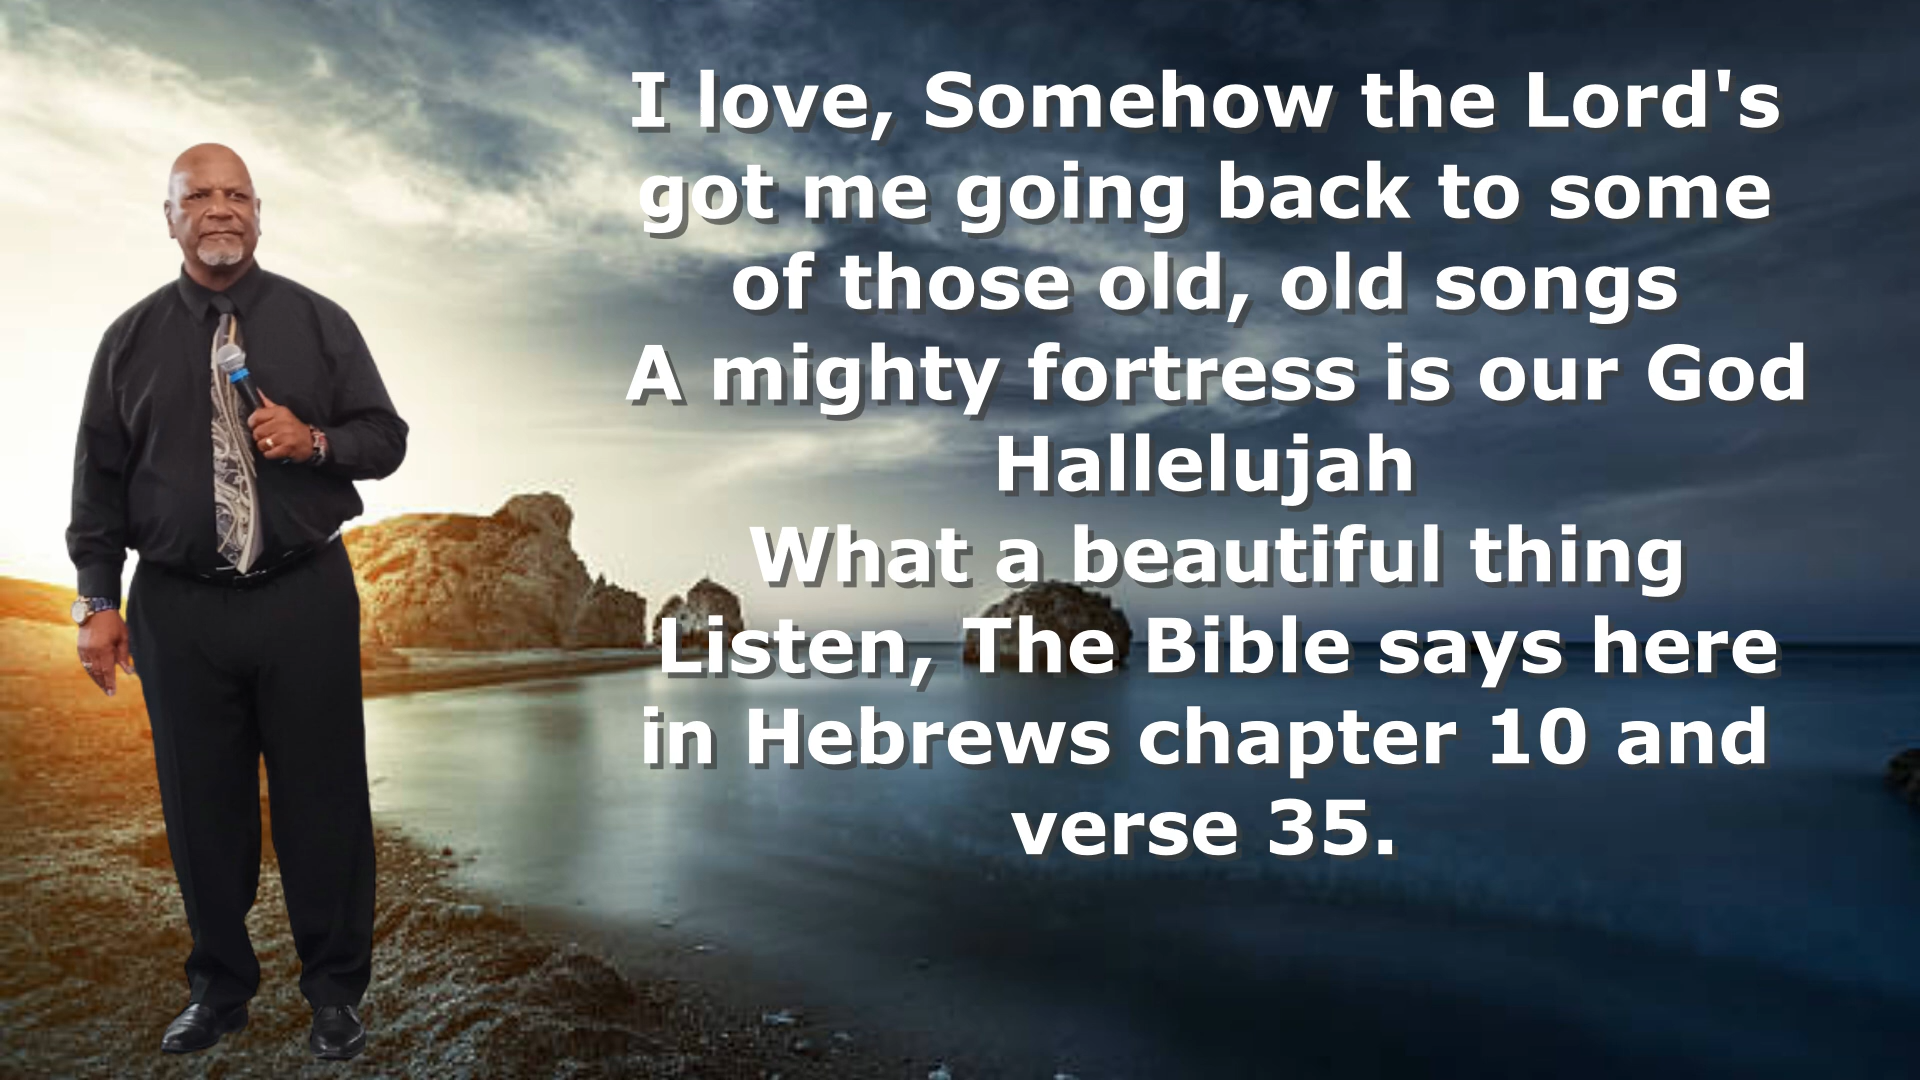 I love, Somehow the Lord's
got me going back to some
of those old, old songs
A mighty fortress is our God
Hallelujah
What a beautiful thing
Listen, The Bible says here
in Hebrews chapter 10 and
verse 35.